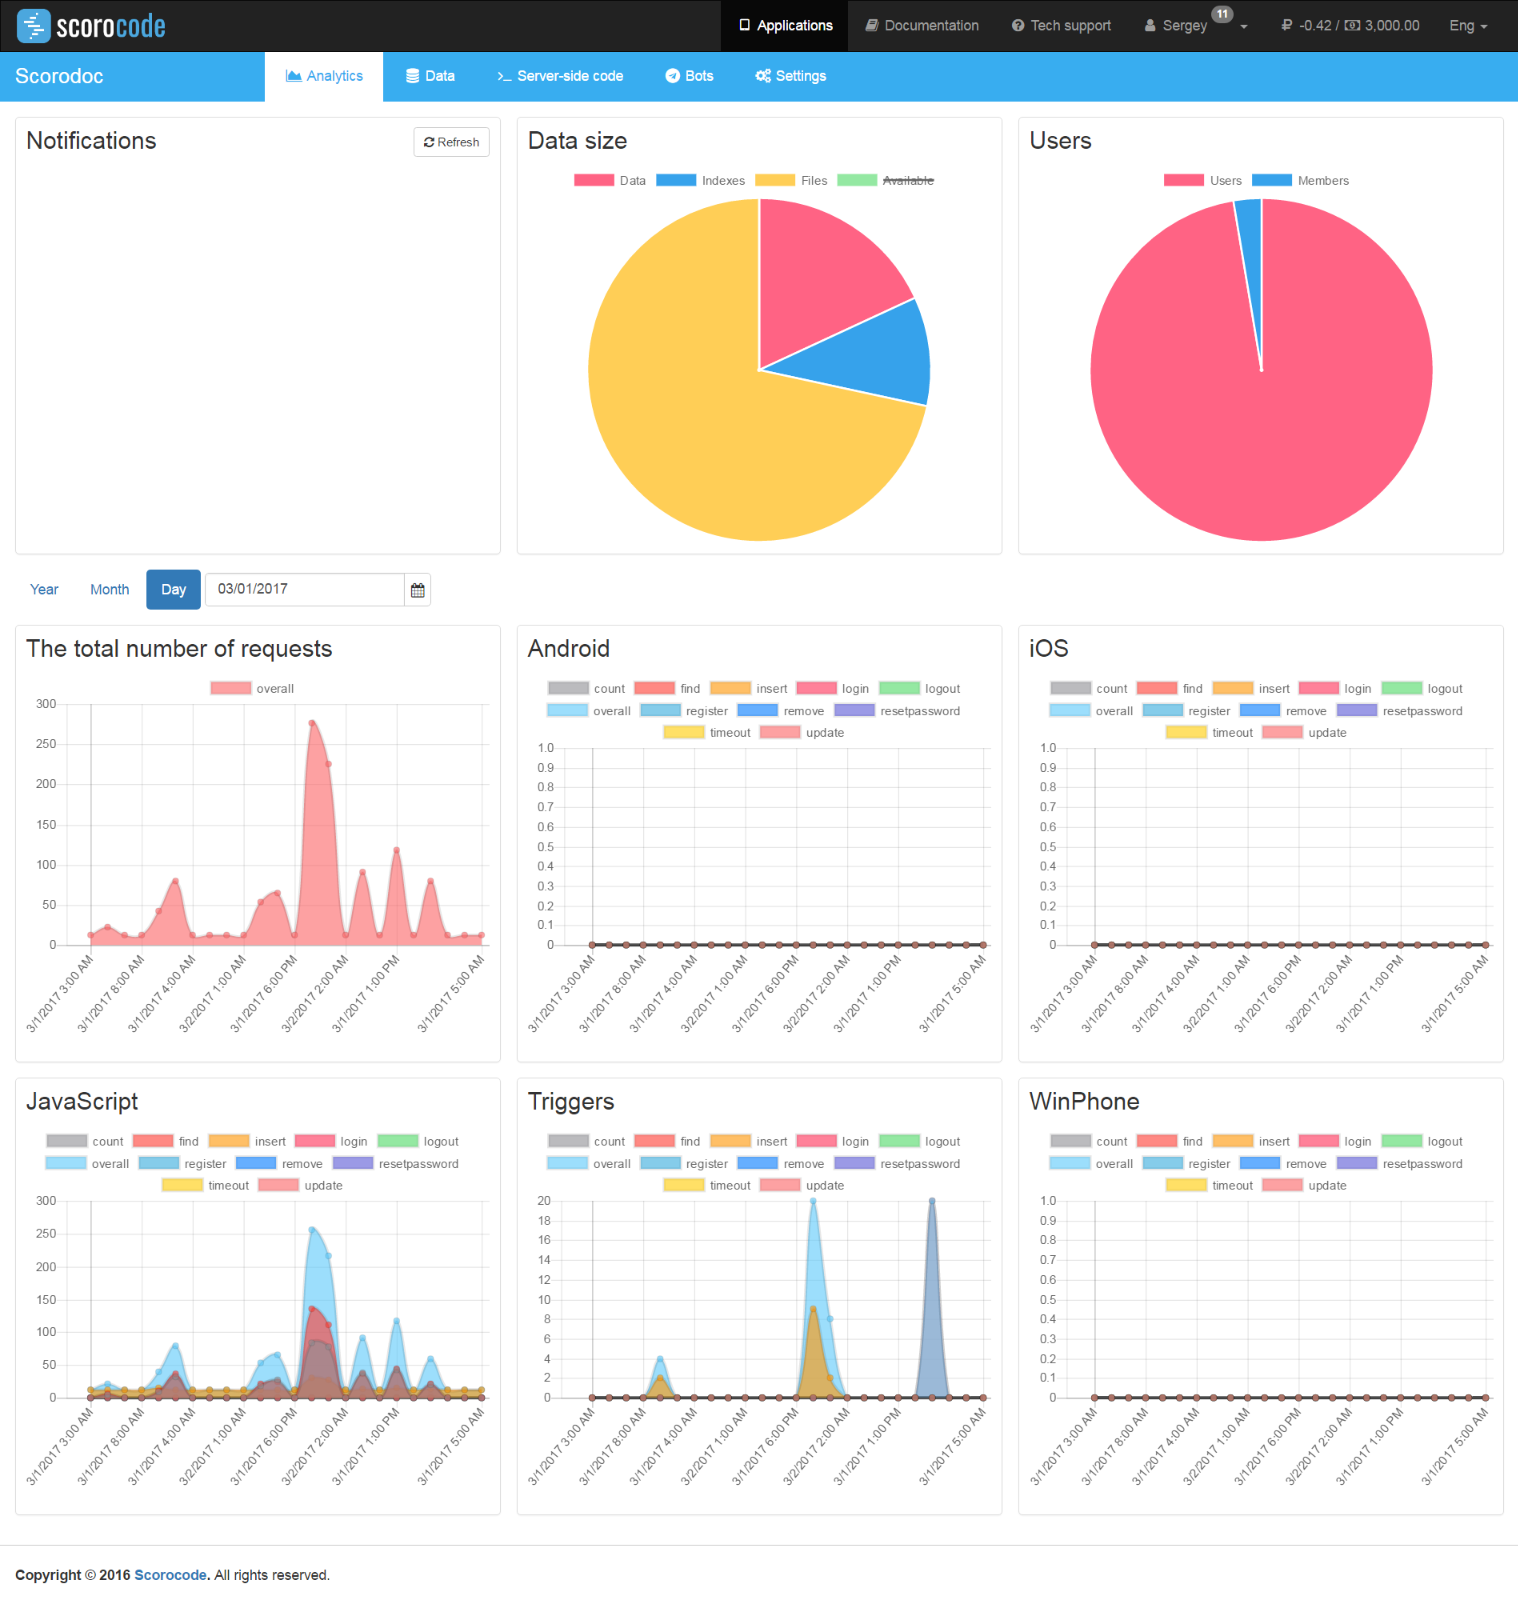 scorocode
Applications
Documentation
Tech support
Sergey 11
-0.42 / 3,000.00
Eng
Scorodoc
Analytics
Data
Server-side code
Bots
Settings
Notifications
Refresh
Data size
Data Indexes Files Available
Users
Users Members
Year
Month
Day
03/01/2017
The total number of requests
overall
300
250
200
150
100
50
0
3/1/2017 3:00 AM
3/1/2017 8:00 AM
3/1/2017 4:00 AM
3/2/2017 1:00 AM
3/1/2017 6:00 PM
3/2/2017 2:00 AM
3/1/2017 1:00 PM
3/1/2017 5:00 AM
Android
count find insert login logout
overall register remove resetpassword
timeout update
1.0
0.9
0.8
0.7
0.6
0.5
0.4
0.3
0.2
0.1
0
3/1/2017 3:00 AM
3/1/2017 8:00 AM
3/1/2017 4:00 AM
3/2/2017 1:00 AM
3/1/2017 6:00 PM
3/2/2017 2:00 AM
3/1/2017 1:00 PM
3/1/2017 5:00 AM
iOS
count find insert login logout
overall register remove resetpassword
timeout update
1.0
0.9
0.8
0.7
0.6
0.5
0.4
0.3
0.2
0.1
0
3/1/2017 3:00 AM
3/1/2017 8:00 AM
3/1/2017 4:00 AM
3/2/2017 1:00 AM
3/1/2017 6:00 PM
3/2/2017 2:00 AM
3/1/2017 1:00 PM
3/1/2017 5:00 AM
JavaScript
count find insert login logout
overall register remove resetpassword
timeout update
300
250
200
150
100
50
0
3/1/2017 3:00 AM
3/1/2017 8:00 AM
3/1/2017 4:00 AM
3/2/2017 1:00 AM
3/1/2017 6:00 PM
3/2/2017 2:00 AM
3/1/2017 1:00 PM
3/1/2017 5:00 AM
Triggers
count find insert login logout
overall register remove resetpassword
timeout update
20
18
16
14
12
10
8
6
4
2
0
3/1/2017 3:00 AM
3/1/2017 8:00 AM
3/1/2017 4:00 AM
3/2/2017 1:00 AM
3/1/2017 6:00 PM
3/2/2017 2:00 AM
3/1/2017 1:00 PM
3/1/2017 5:00 AM
WinPhone
count find insert login logout
overall register remove resetpassword
timeout update
1.0
0.9
0.8
0.7
0.6
0.5
0.4
0.3
0.2
0.1
0
3/1/2017 3:00 AM
3/1/2017 8:00 AM
3/1/2017 4:00 AM
3/2/2017 1:00 AM
3/1/2017 6:00 PM
3/2/2017 2:00 AM
3/1/2017 1:00 PM
3/1/2017 5:00 AM
Copyright © 2016 Scorocode. All rights reserved.